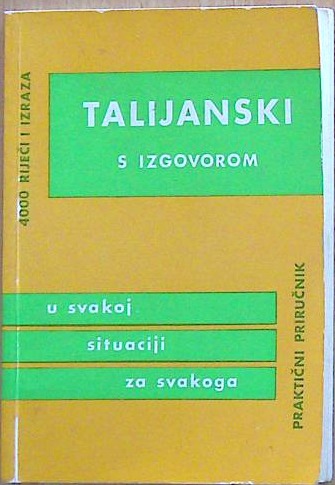 4000 RIJEČI I IZRAZA
TALIJANSKI
S IZGOVOROM
u svakoj
situaciji
za svakoga
PRAKTIČNI PRIRUČNIK